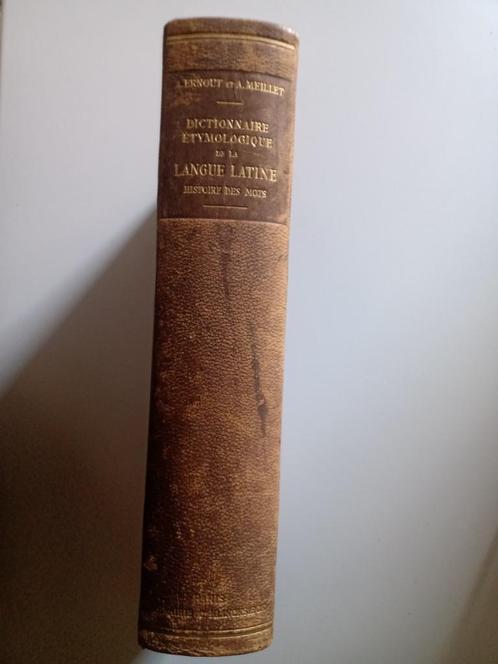 A. ERNOUT ET A. MEILLET
DICTIONNAIRE
ÉTYMOLOGIQUE
DE LA
LANGUE LATINE
HISTOIRE DES MOTS
PARIS